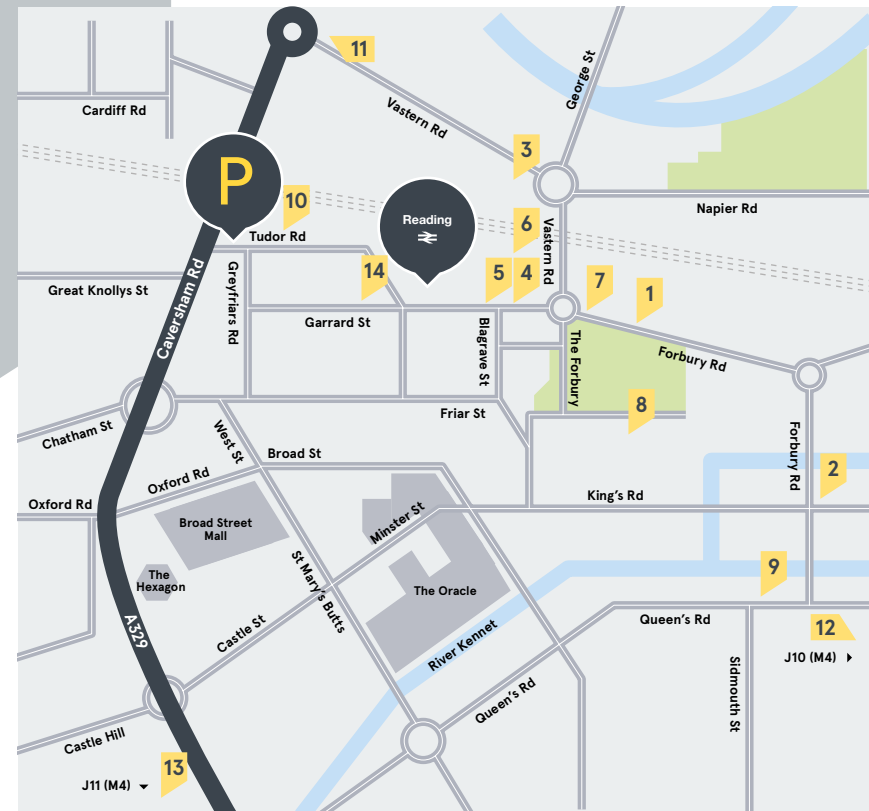 11
George St
Cardiff Rd
Vastern Rd
3
P
10
Napier Rd
Reading
6
Vastern Rd
Tudor Rd
14
5
4
7
1
Great Knollys St
Caversham Rd
Greyfriars Rd
Garrard St
Blagrave St
The Forbury
Forbury Rd
8
Friar St
Chatham St
West St
Forbury Rd
Broad St
2
Oxford Rd
Oxford Rd
King's Rd
Broad Street
Mall
Minster St
9
The
Hexagon
St Mary's Butts
The Oracle
A329
Castle St
Queen's Rd
12
River Kennet
J10 (M4)
Sidmouth St
Queen's Rd
Castle Hill
13
J11 (M4)